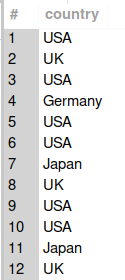 # country
1 USA
2 UK
3 USA
4 Germany
5 USA
6 USA
7 Japan
8 UK
9 USA
10 USA
11 Japan
12 UK